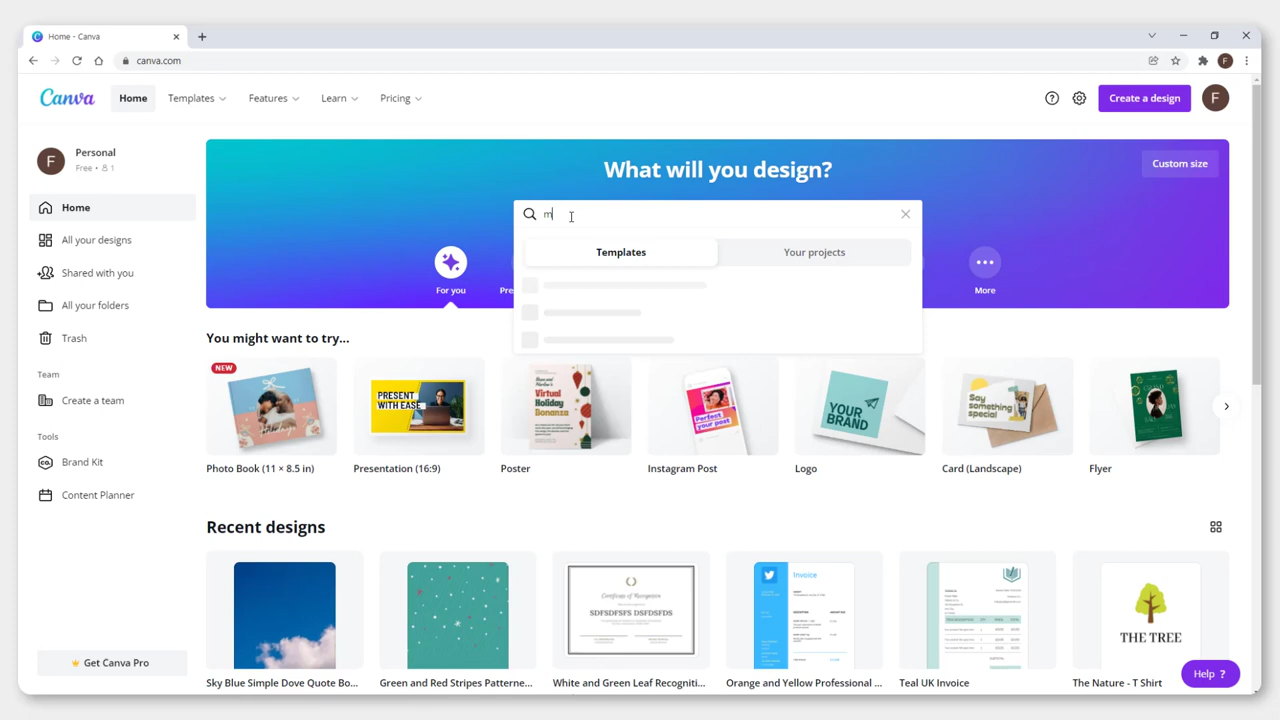 Home - Canva
canva.com
Canva
Home
Templates
Features
Learn
Pricing
Create a design
F
F
Personal
Free • 1
Home
All your designs
Shared with you
All your folders
Trash
Team
Create a team
Tools
Brand Kit
Content Planner
Get Canva Pro
What will you design?
Custom size
m
Templates
Your projects
For you
Pre
More
You might want to try...
NEW
PRESENT
WITH EASE
Virtual
Holiday
Bonanza
Perfect
your post
YOUR
BRAND
Say
something
special
Photo Book (11 × 8.5 in)
Presentation (16:9)
Poster
Instagram Post
Logo
Card (Landscape)
Flyer
Recent designs
Certificate of Recognition
SDFSDFSFS DSFDSFDS
Invoice
THE TREE
Sky Blue Simple Dove Quote Bo...
Green and Red Stripes Patterne...
White and Green Leaf Recogniti...
Orange and Yellow Professional ...
Teal UK Invoice
The Nature - T Shirt
Help ?